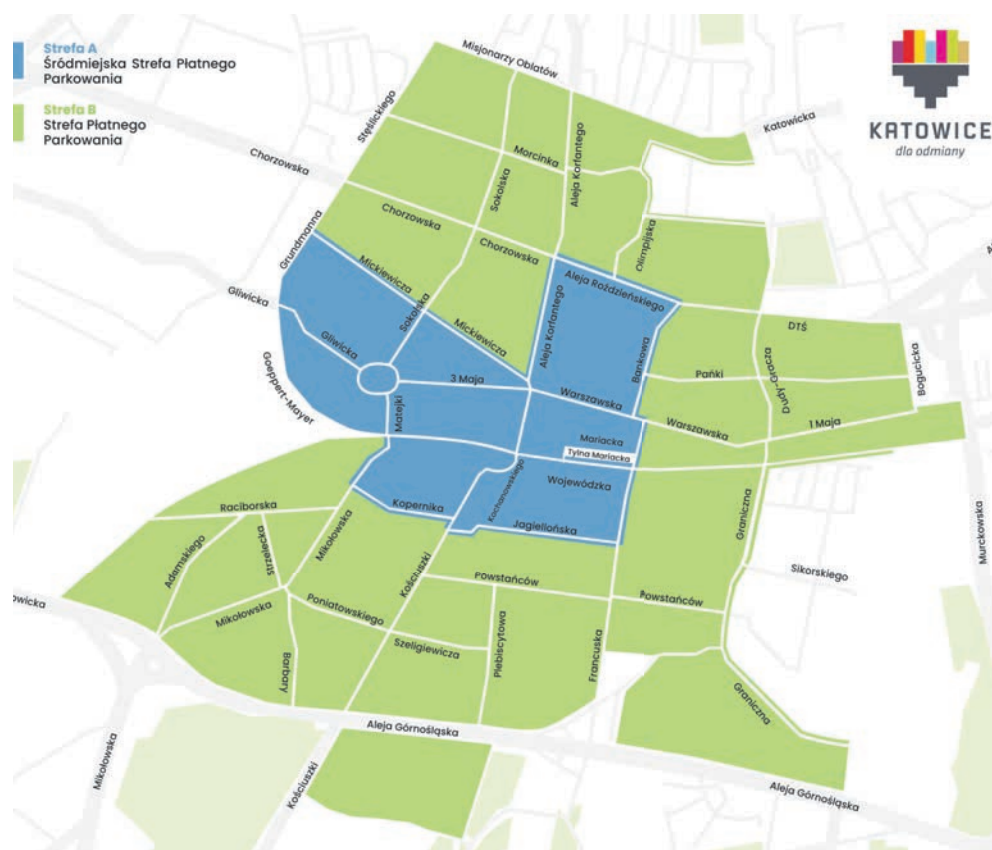 Strefa A
Śródmiejska Strefa Płatnego
Parkowania
Strefa B
Strefa Płatnego
Parkowania
KATOWICE
dla odmiany
Misjonarzy Oblatów
Katowicka
Stęślickiego
Aleja Korfantego
Morcinka
Chorzowska
Sokolska
Chorzowska
Grundmanna
Chorzowska
Olimpijska
Mickiewicza
Aleja Roździeńskiego
Gliwicka
Sokolska
DTŚ
Gliwicka
Mickiewicza
Aleja Korfantego
Bankowa
Bogucicka
Goeppert-Mayer
3 Maja
Pańki
Dudy-Gracza
Matejki
Warszawska
Warszawska
1 Maja
Mariacka
Tylna Mariacka
Kochanowskiego
Wojewódzka
Raciborska
Kopernika
Jagiellońska
Graniczna
Murckowska
Adamskiego
Strzelecka
Mikołowska
Kościuszki
Sikorskiego
Powstańców
Powstańców
owicka
Mikołowska
Poniatowskiego
Plebiscytowa
Szeligiewicza
Francuska
Barbary
Graniczna
Aleja Górnośląska
Mikołowska
Kościuszki
Aleja Górnośląska